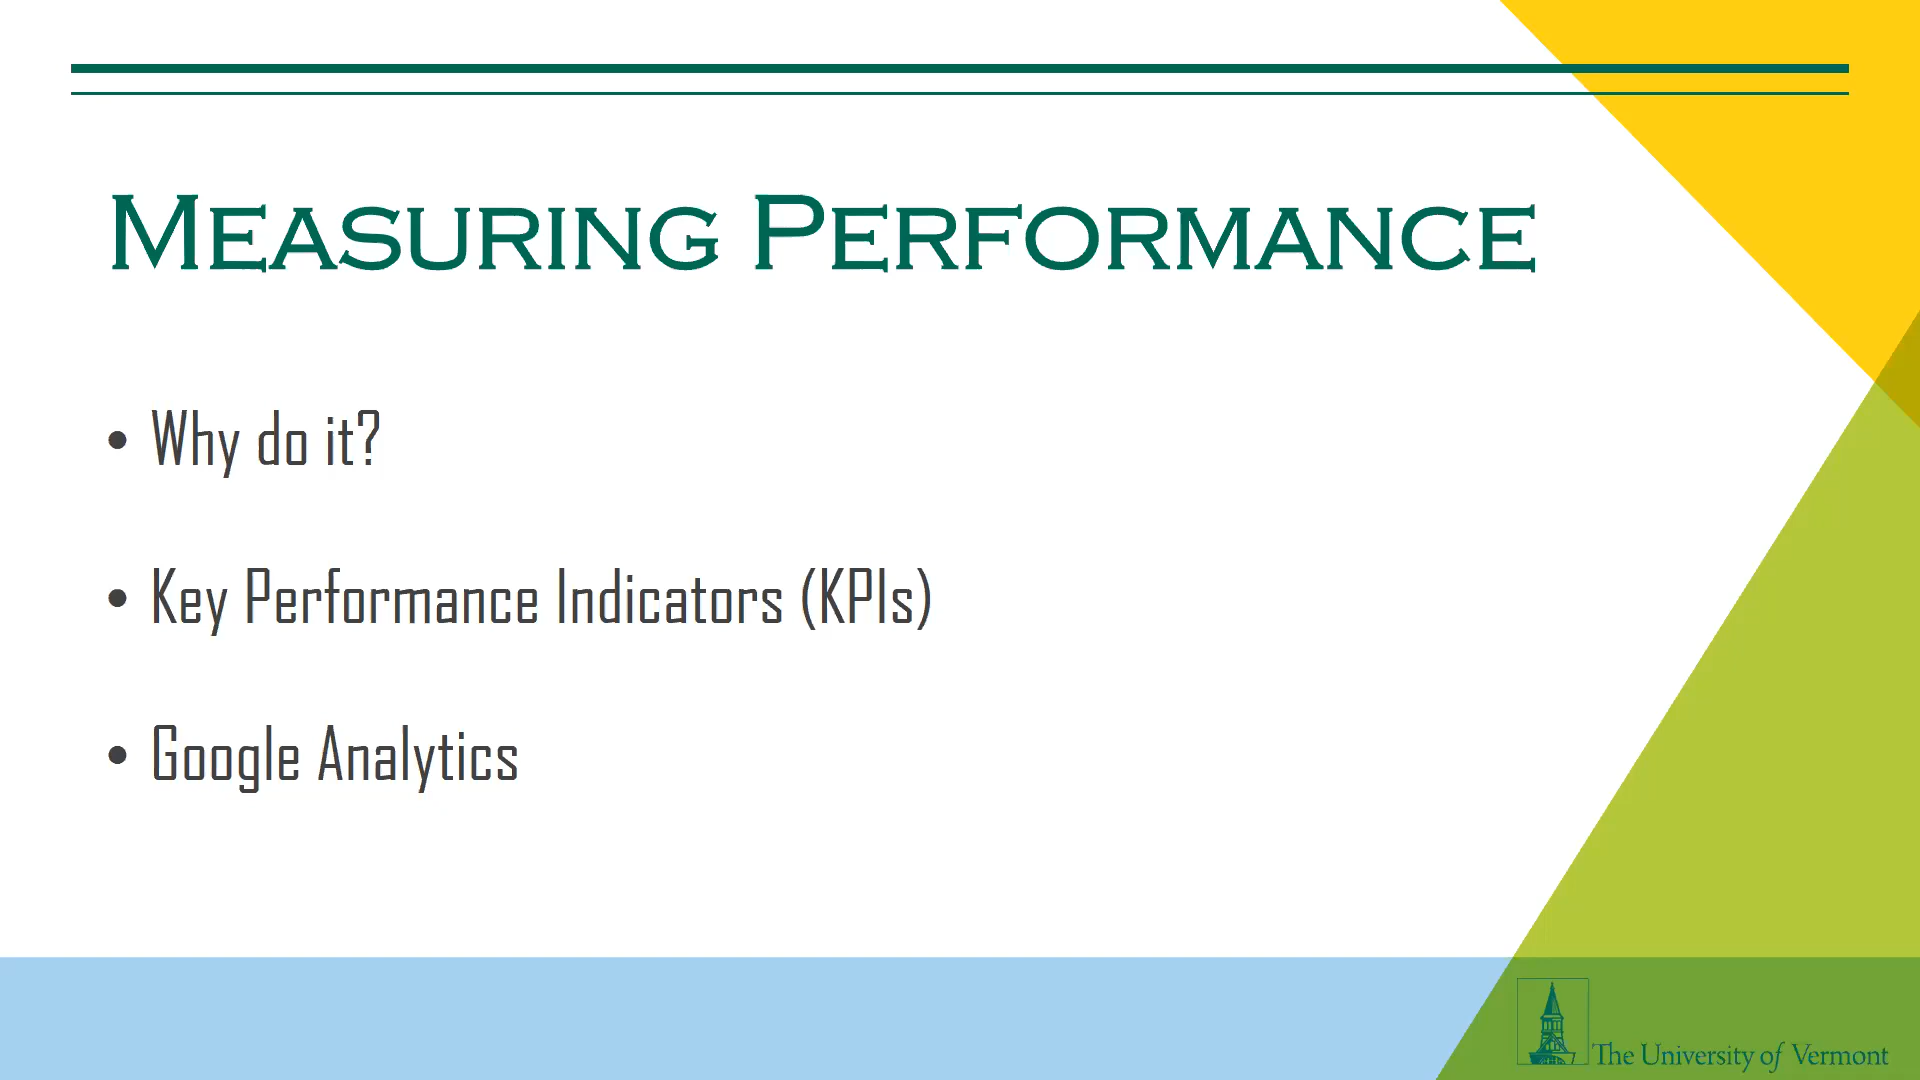 Measuring Performance
• Why do it?
• Key Performance Indicators (KPIs)
• Google Analytics
The University of Vermont